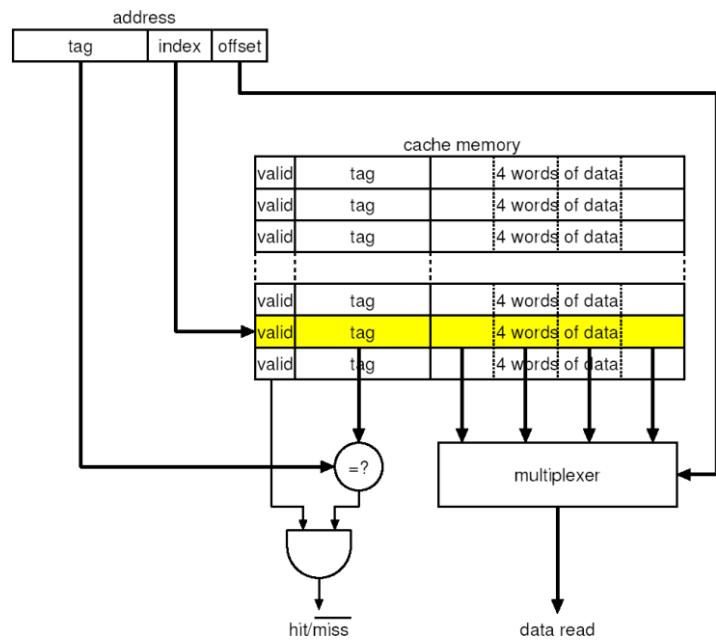 address
tag index offset
cache memory
valid tag 4 words of data
valid tag 4 words of data
valid tag 4 words of data
valid tag 4 words of data
valid tag 4 words of data
valid tag 4 words of data
=?
multiplexer
hit/miss
data read